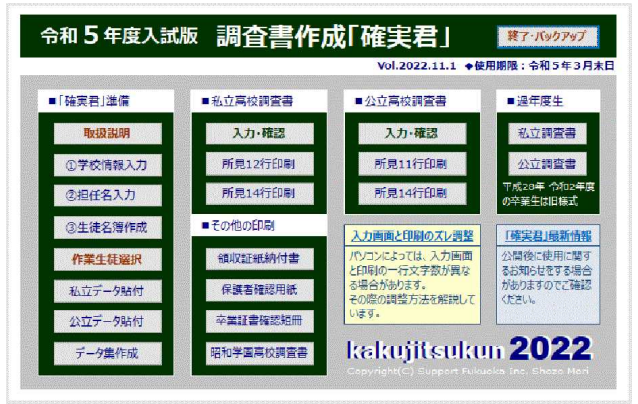 令和5年度入試版 調査書作成「確実君」
終了・バックアップ
Vol.2022.11.1 ◆使用期限：令和5年3月末日
■「確実君」準備
取扱説明
①学校情報入力
②担任名入力
③生徒名簿作成
作業生徒選択
私立データ貼付
公立データ貼付
データ集作成
■私立高校調査書
入力・確認
所見12行印刷
所見14行印刷
■その他の印刷
領収証紙納付書
保護者確認用紙
卒業証書確認短冊
昭和学園高校調査書
■公立高校調査書
入力・確認
所見11行印刷
所見14行印刷
■過年度生
私立調査書
公立調査書
平成28年 令和2年度
の卒業生は旧様式
入力画面と印刷のズレ調整
パソコンによっては、入力画面
と印刷の一行文字数が異な
る場合があります。
その際の調整方法を解説して
います。
「確実君」最新情報
公開後に使用に関す
るお知らせをする場合
がありますのでご確認
ください。
kakujitsukun 2022
Copyright(C) Support Fukuoka Inc. Shozo Mori